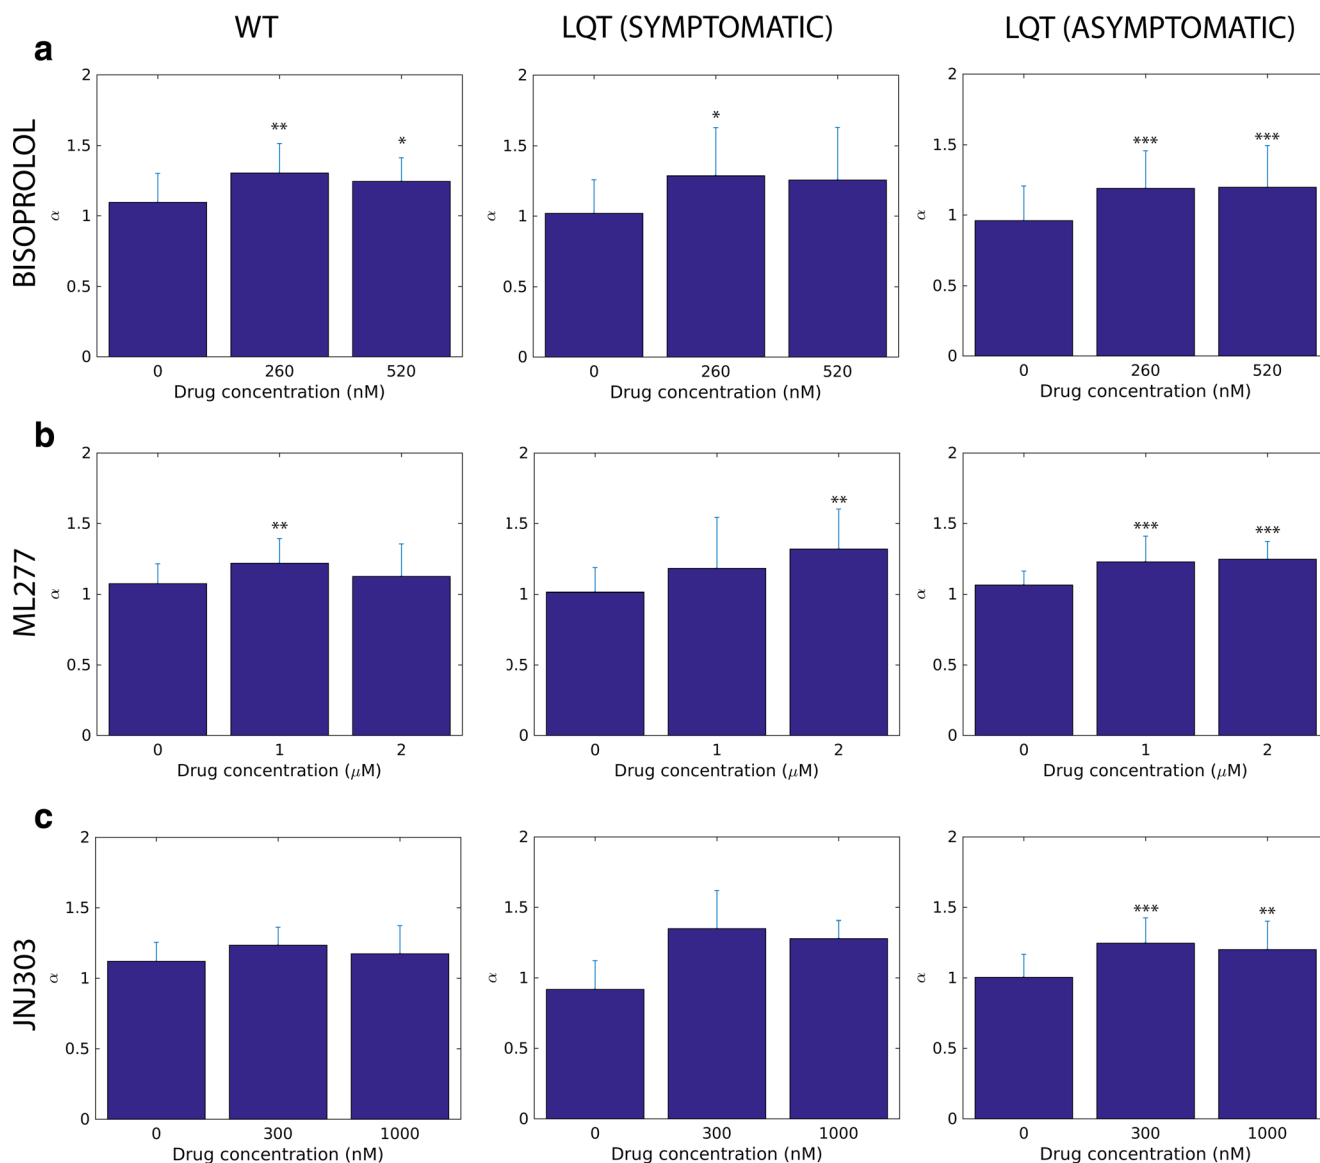 WT
LQT (SYMPTOMATIC)
LQT (ASYMPTOMATIC)
a
BISOPROLOL
2
1.5
1
0.5
0
α
** *
0 260 520
Drug concentration (nM)
2
1.5
1
0.5
0
α
*
0 260 520
Drug concentration (nM)
2
1.5
1
0.5
0
α
*** ***
0 260 520
Drug concentration (nM)
b
ML277
2
1.5
1
0.5
0
α
**
0 1 2
Drug concentration (μM)
2
1.5
1
0.5
0
α
**
0 1 2
Drug concentration (μM)
2
1.5
1
0.5
0
α
*** ***
0 1 2
Drug concentration (μM)
c
JNJ303
2
1.5
1
0.5
0
α
0 300 1000
Drug concentration (nM)
2
1.5
1
0.5
0
α
0 300 1000
Drug concentration (nM)
2
1.5
1
0.5
0
α
*** **
0 300 1000
Drug concentration (nM)